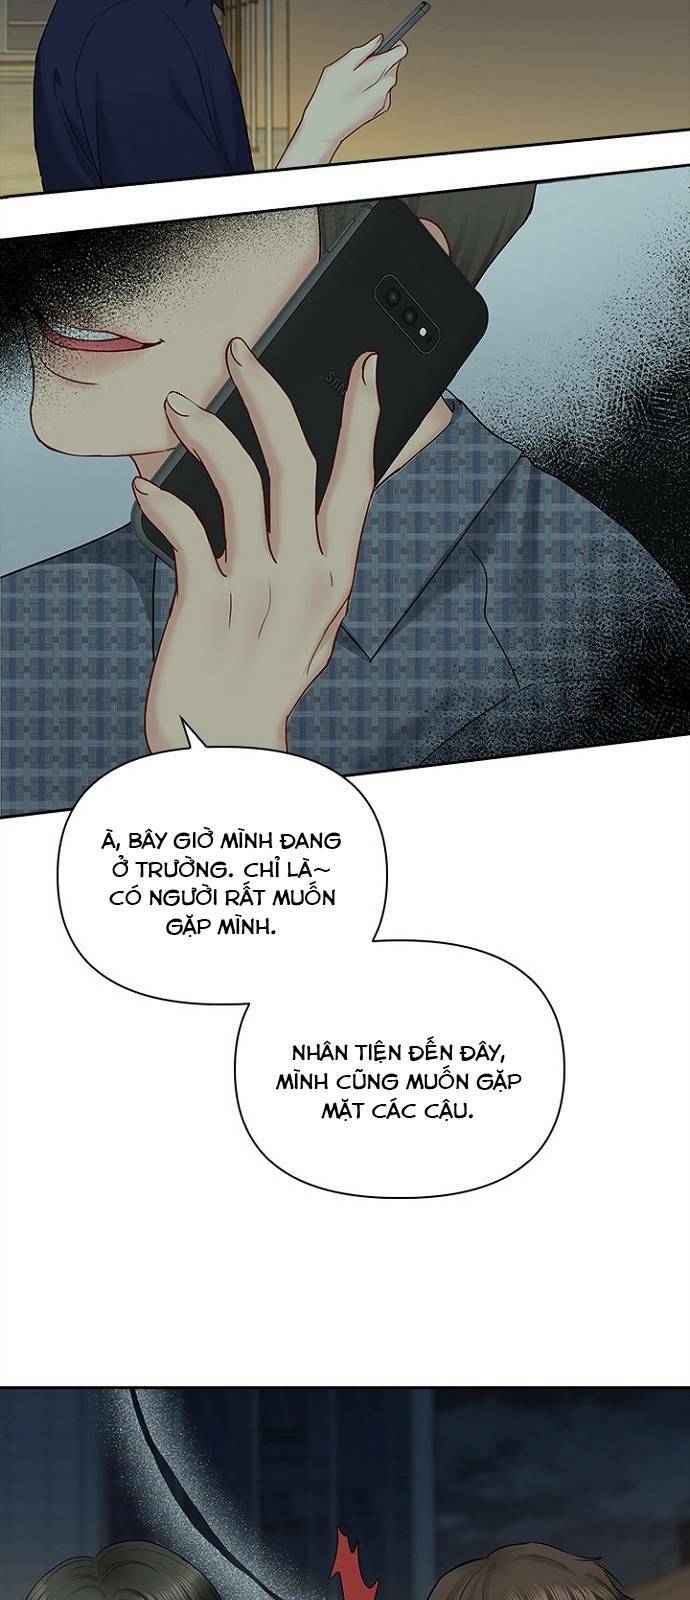 SAMSU
À, BÂY GIỜ MÌNH ĐANG
Ở TRƯỜNG. CHỈ LÀ~
CÓ NGƯỜI RẤT MUỐN
GẶP MÌNH.
NHÂN TIỆN ĐẾN ĐÂY,
MÌNH CŨNG MUỐN GẶP
MẶT CÁC CẬU.